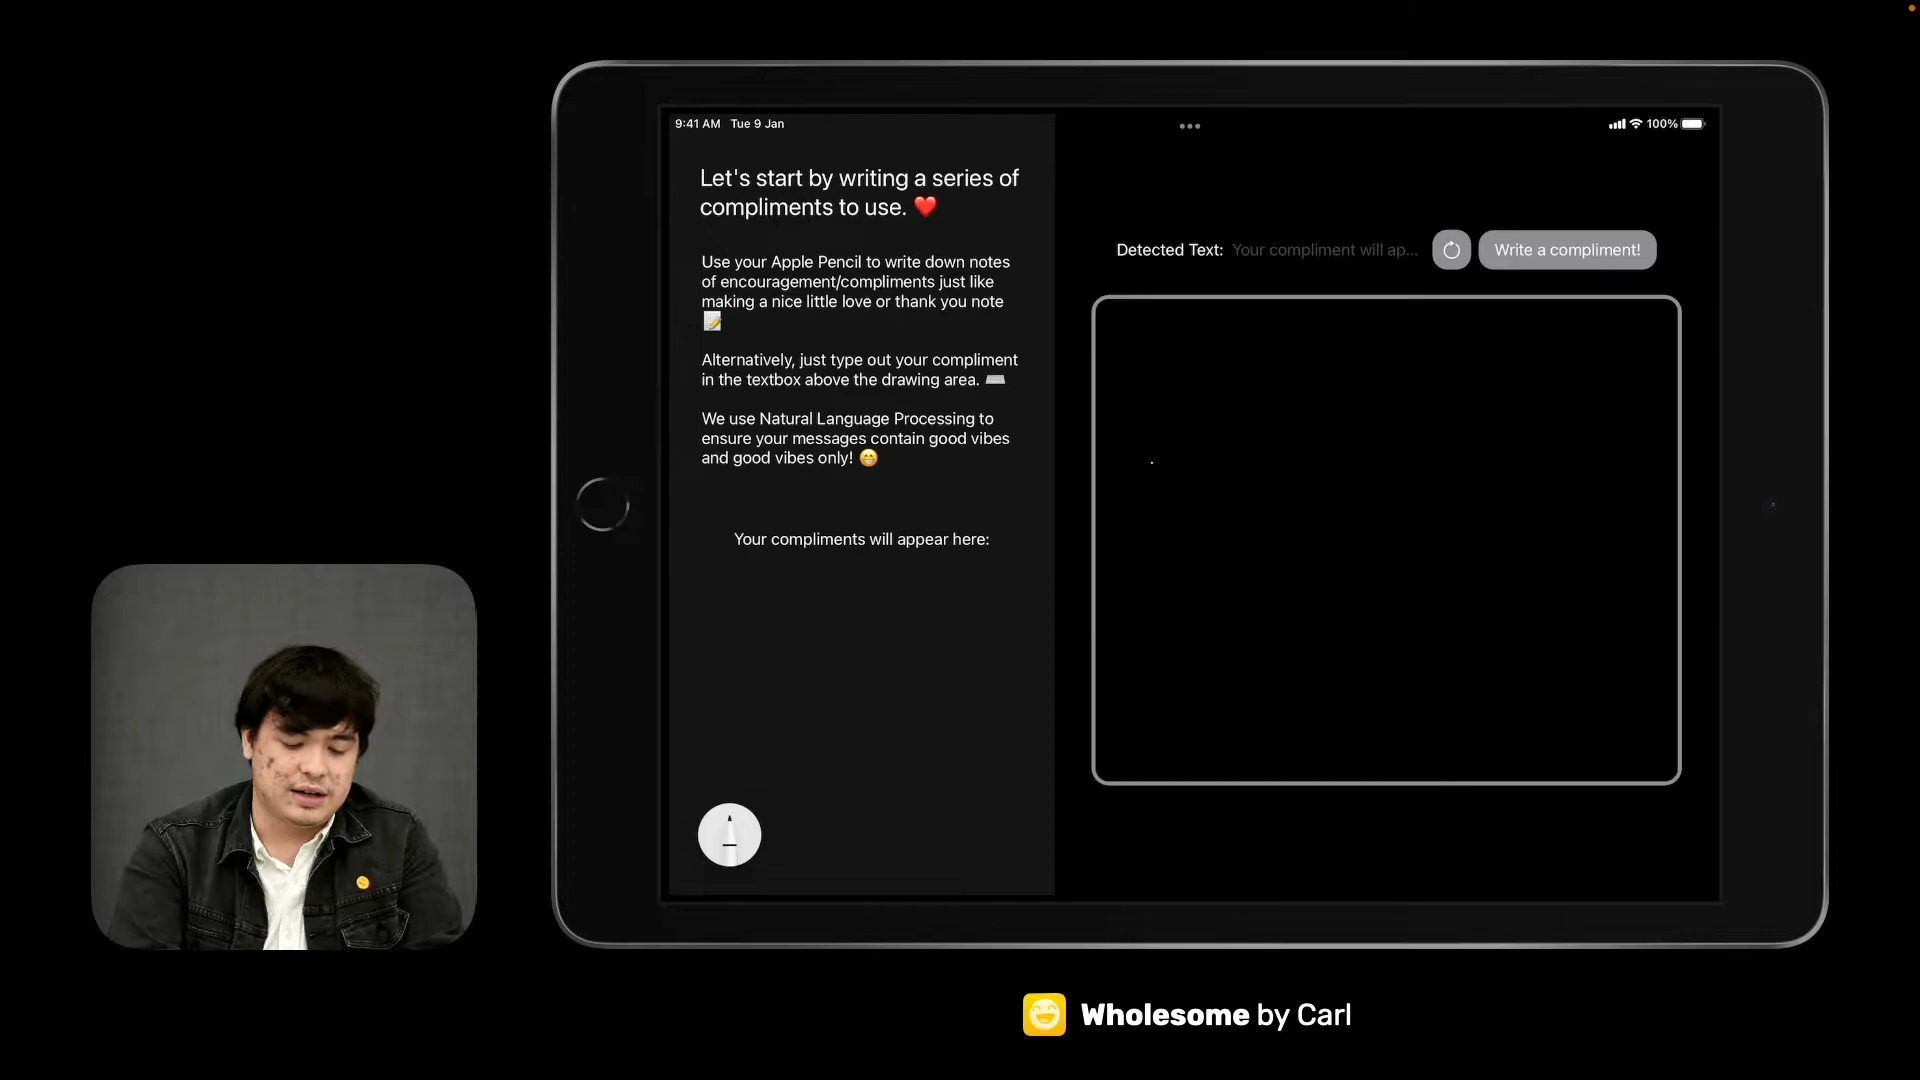 9:41 AM Tue 9 Jan
100%
Let's start by writing a series of
compliments to use. ❤️
Use your Apple Pencil to write down notes
of encouragement/compliments just like
making a nice little love or thank you note
📝
Alternatively, just type out your compliment
in the textbox above the drawing area. ⌨️
We use Natural Language Processing to
ensure your messages contain good vibes
and good vibes only! 😁
Your compliments will appear here:
Detected Text: Your compliment will ap... Write a compliment!
Wholesome by Carl